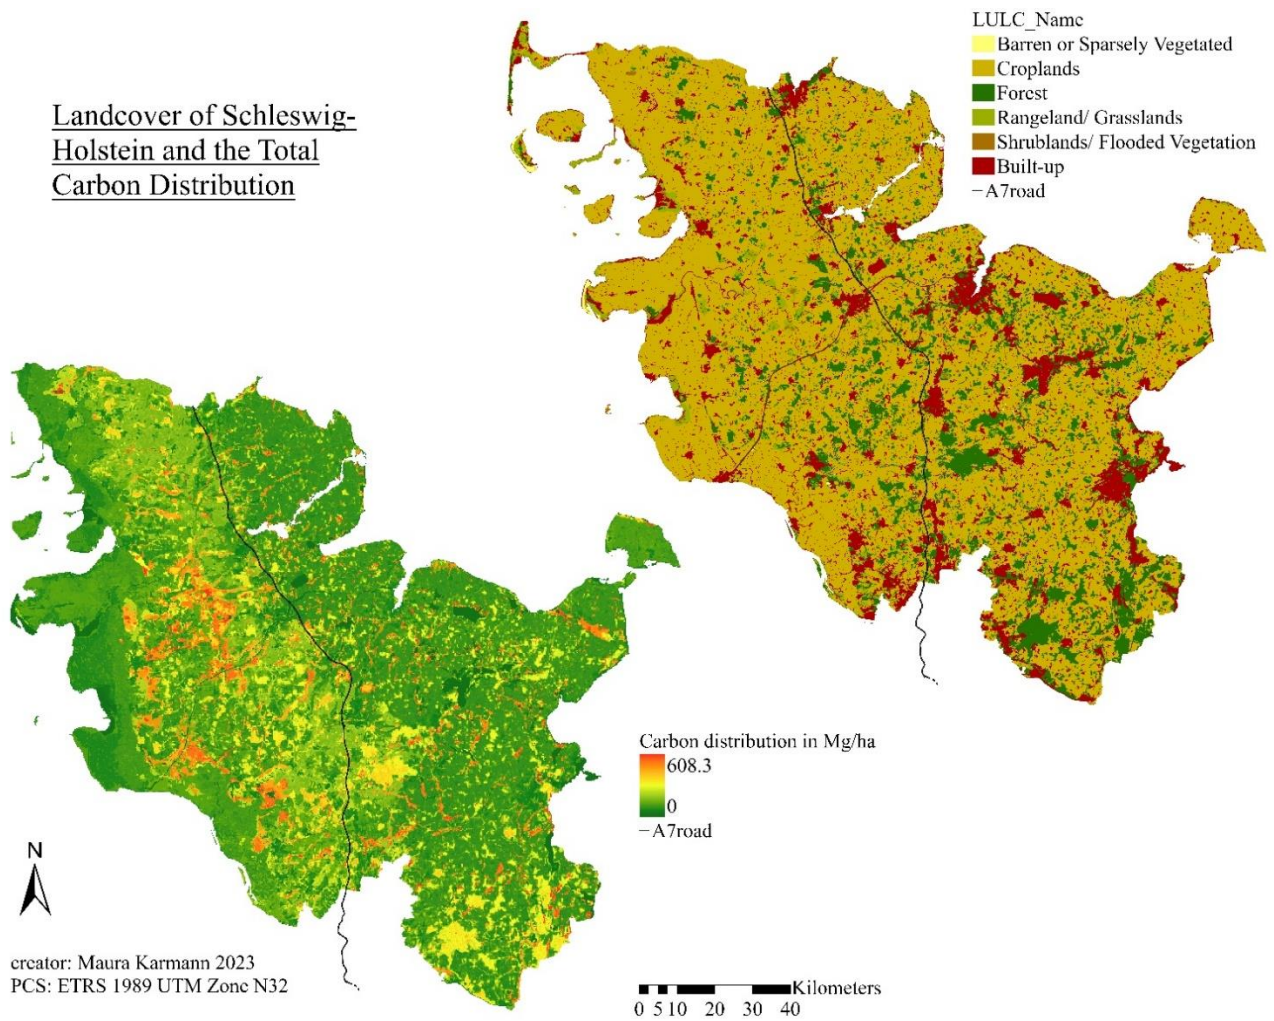 Landcover of Schleswig-
Holstein and the Total
Carbon Distribution
LULC_Name
Barren or Sparsely Vegetated
Croplands
Forest
Rangeland/ Grasslands
Shrublands/ Flooded Vegetation
Built-up
A7road
Carbon distribution in Mg/ha
608.3
0
A7road
N
creator: Maura Karmann 2023
PCS: ETRS 1989 UTM Zone N32
Kilometers
0 5 10 20 30 40